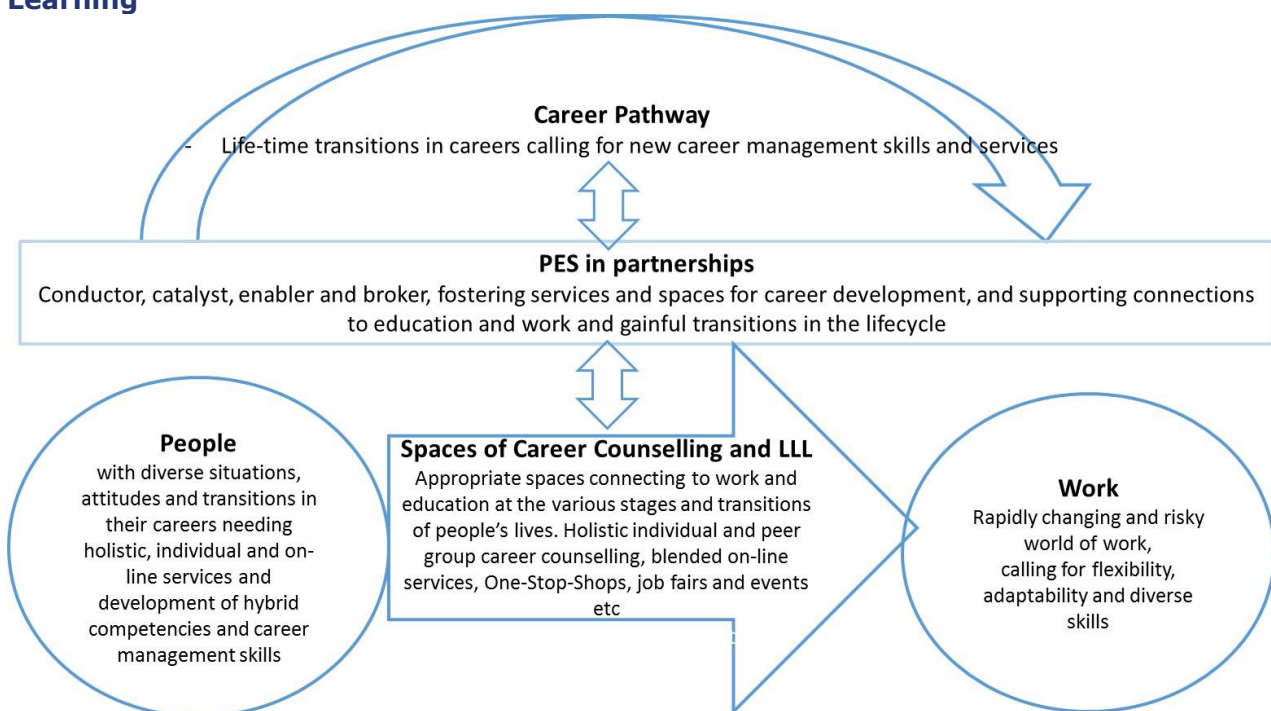 Learning
Career Pathway
- Life-time transitions in careers calling for new career management skills and services
PES in partnerships
Conductor, catalyst, enabler and broker, fostering services and spaces for career development, and supporting connections
to education and work and gainful transitions in the lifecycle
People
with diverse situations,
attitudes and transitions in
their careers needing
holistic, individual and on-
line services and
development of hybrid
competencies and career
management skills
Spaces of Career Counselling and LLL
Appropriate spaces connecting to work and
education at the various stages and transitions
of people's lives. Holistic individual and peer
group career counselling, blended on-line
services, One-Stop-Shops, job fairs and events
etc
Work
Rapidly changing and risky
world of work,
calling for flexibility,
adaptability and diverse
skills